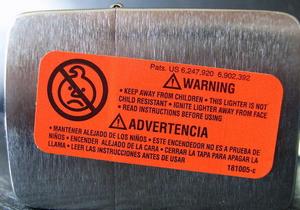 Pats. US 6,247,920 6,902,392
WARNING
• KEEP AWAY FROM CHILDREN • THIS LIGHTER IS NOT
CHILD RESISTANT • IGNITE LIGHTER AWAY FROM FACE
• READ INSTRUCTIONS BEFORE USING
ADVERTENCIA
• MANTENER ALEJADO DE LOS NIÑOS • ESTE ENCENDEDOR NO ES A PRUEBA DE
NIÑOS • ENCENDER ALEJADO DE LA CARA • CERRAR LA TAPA PARA APAGAR LA
LLAMA • LEER LAS INSTRUCCIONES ANTES DE USAR
181005-c